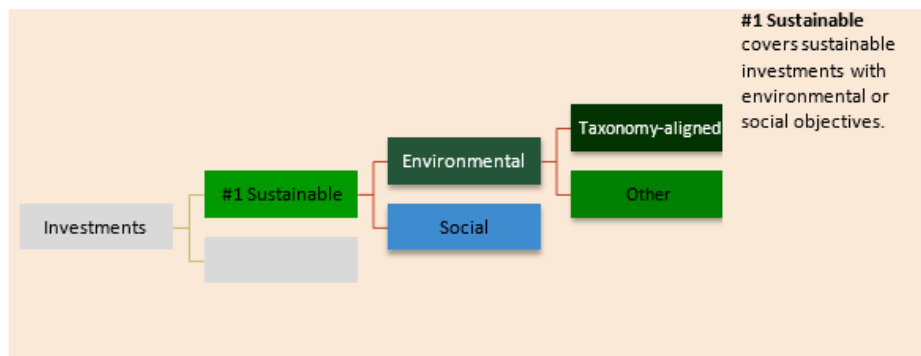 #1 Sustainable
covers sustainable
investments with
environmental or
social objectives.
Taxonomy-aligned
Environmental
#1 Sustainable
Other
Investments
Social